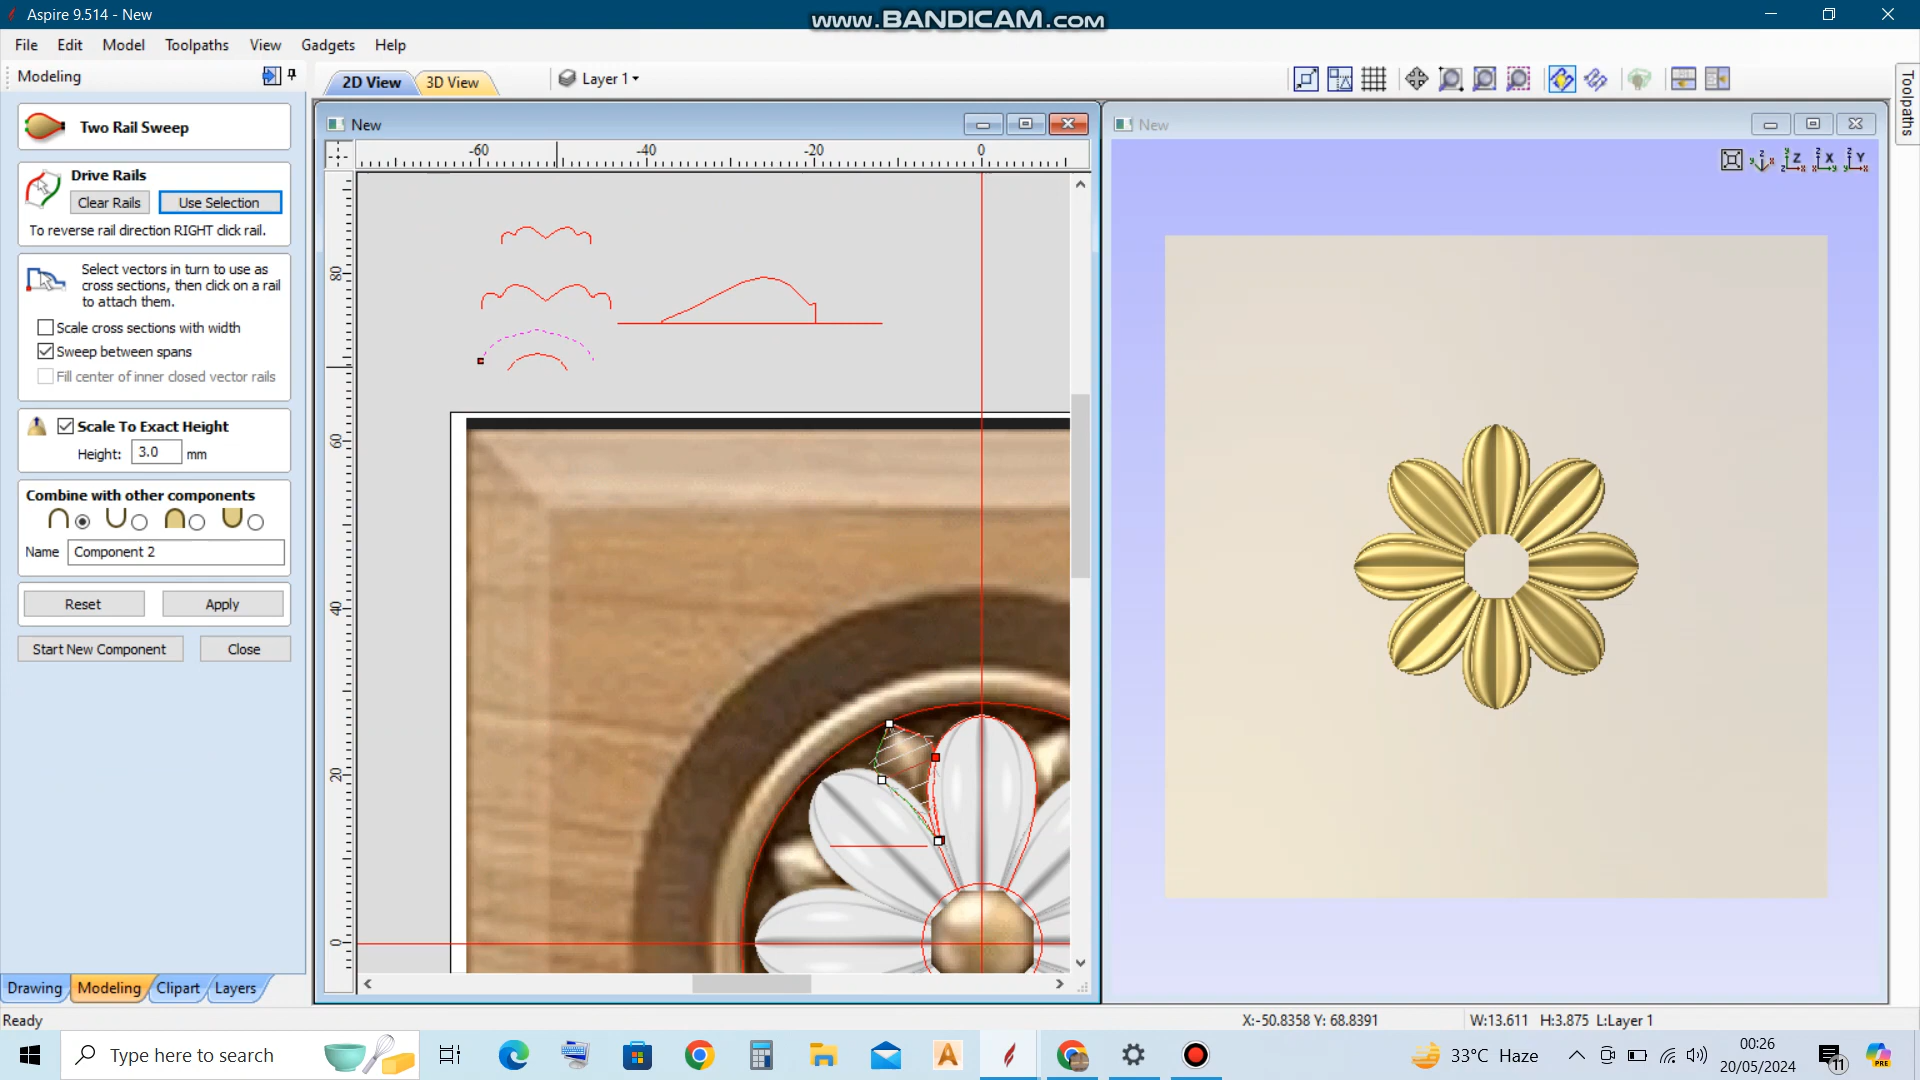 Aspire 9.514 - New
www.BANDICAM.com
File Edit Model Toolpaths View Gadgets Help
Modeling
2D View 3D View Layer 1
Toolpaths
Two Rail Sweep
New
New
-60 -40 -20 0
Drive Rails
Clear Rails Use Selection
To reverse rail direction RIGHT click rail.
Z X Y
Select vectors in turn to use as
cross sections, then click on a rail
to attach them.
Scale cross sections with width
Sweep between spans
Fill center of inner closed vector rails
80
60
40
20
0
Scale To Exact Height
Height: 3.0 mm
Combine with other components
Name Component 2
Reset Apply
Start New Component Close
Drawing Modeling Clipart Layers
Ready
X:-50.8358 Y: 68.8391
W:13.611 H:3.875 L:Layer 1
Type here to search
33°C Haze
00:26
20/05/2024
11
PRE